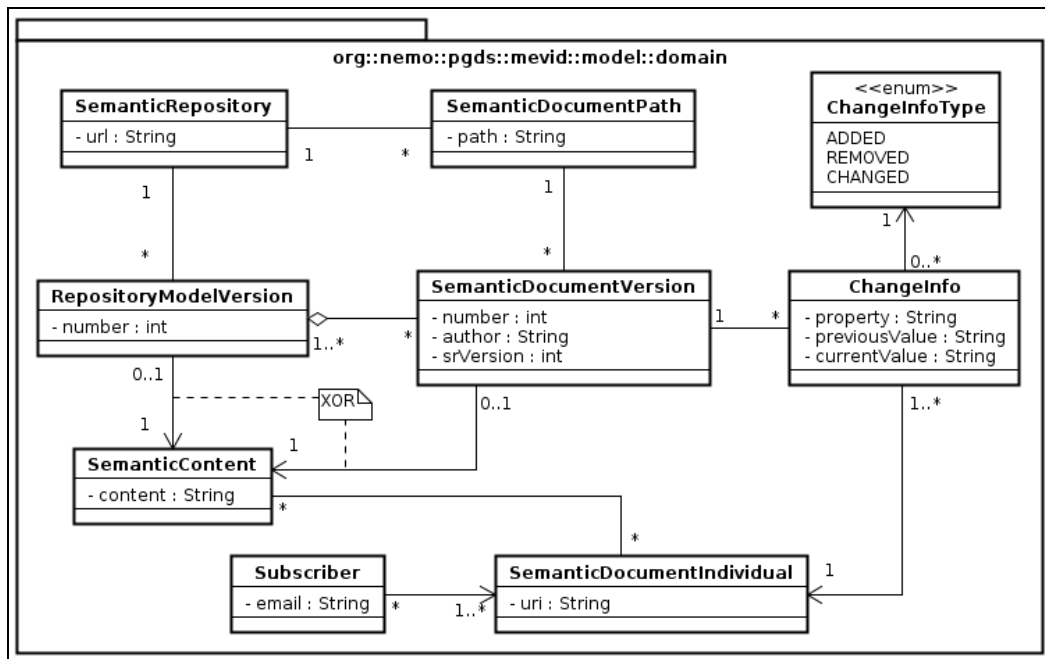 org::nemo::pgds::mevid::model::domain
SemanticRepository
- url : String
SemanticDocumentPath
- path : String
<<enum>>
ChangeInfoType
ADDED
REMOVED
CHANGED
1
*
1
*
1
*
1
0..*
RepositoryModelVersion
- number : int
SemanticDocumentVersion
- number : int
- author : String
- srVersion : int
ChangeInfo
- property : String
- previousValue : String
- currentValue : String
1..*
*
1
*
0..1
1
XOR
0..1
1
1..*
1
SemanticContent
- content : String
*
*
Subscriber
- email : String
*
1..*
SemanticDocumentIndividual
- uri : String